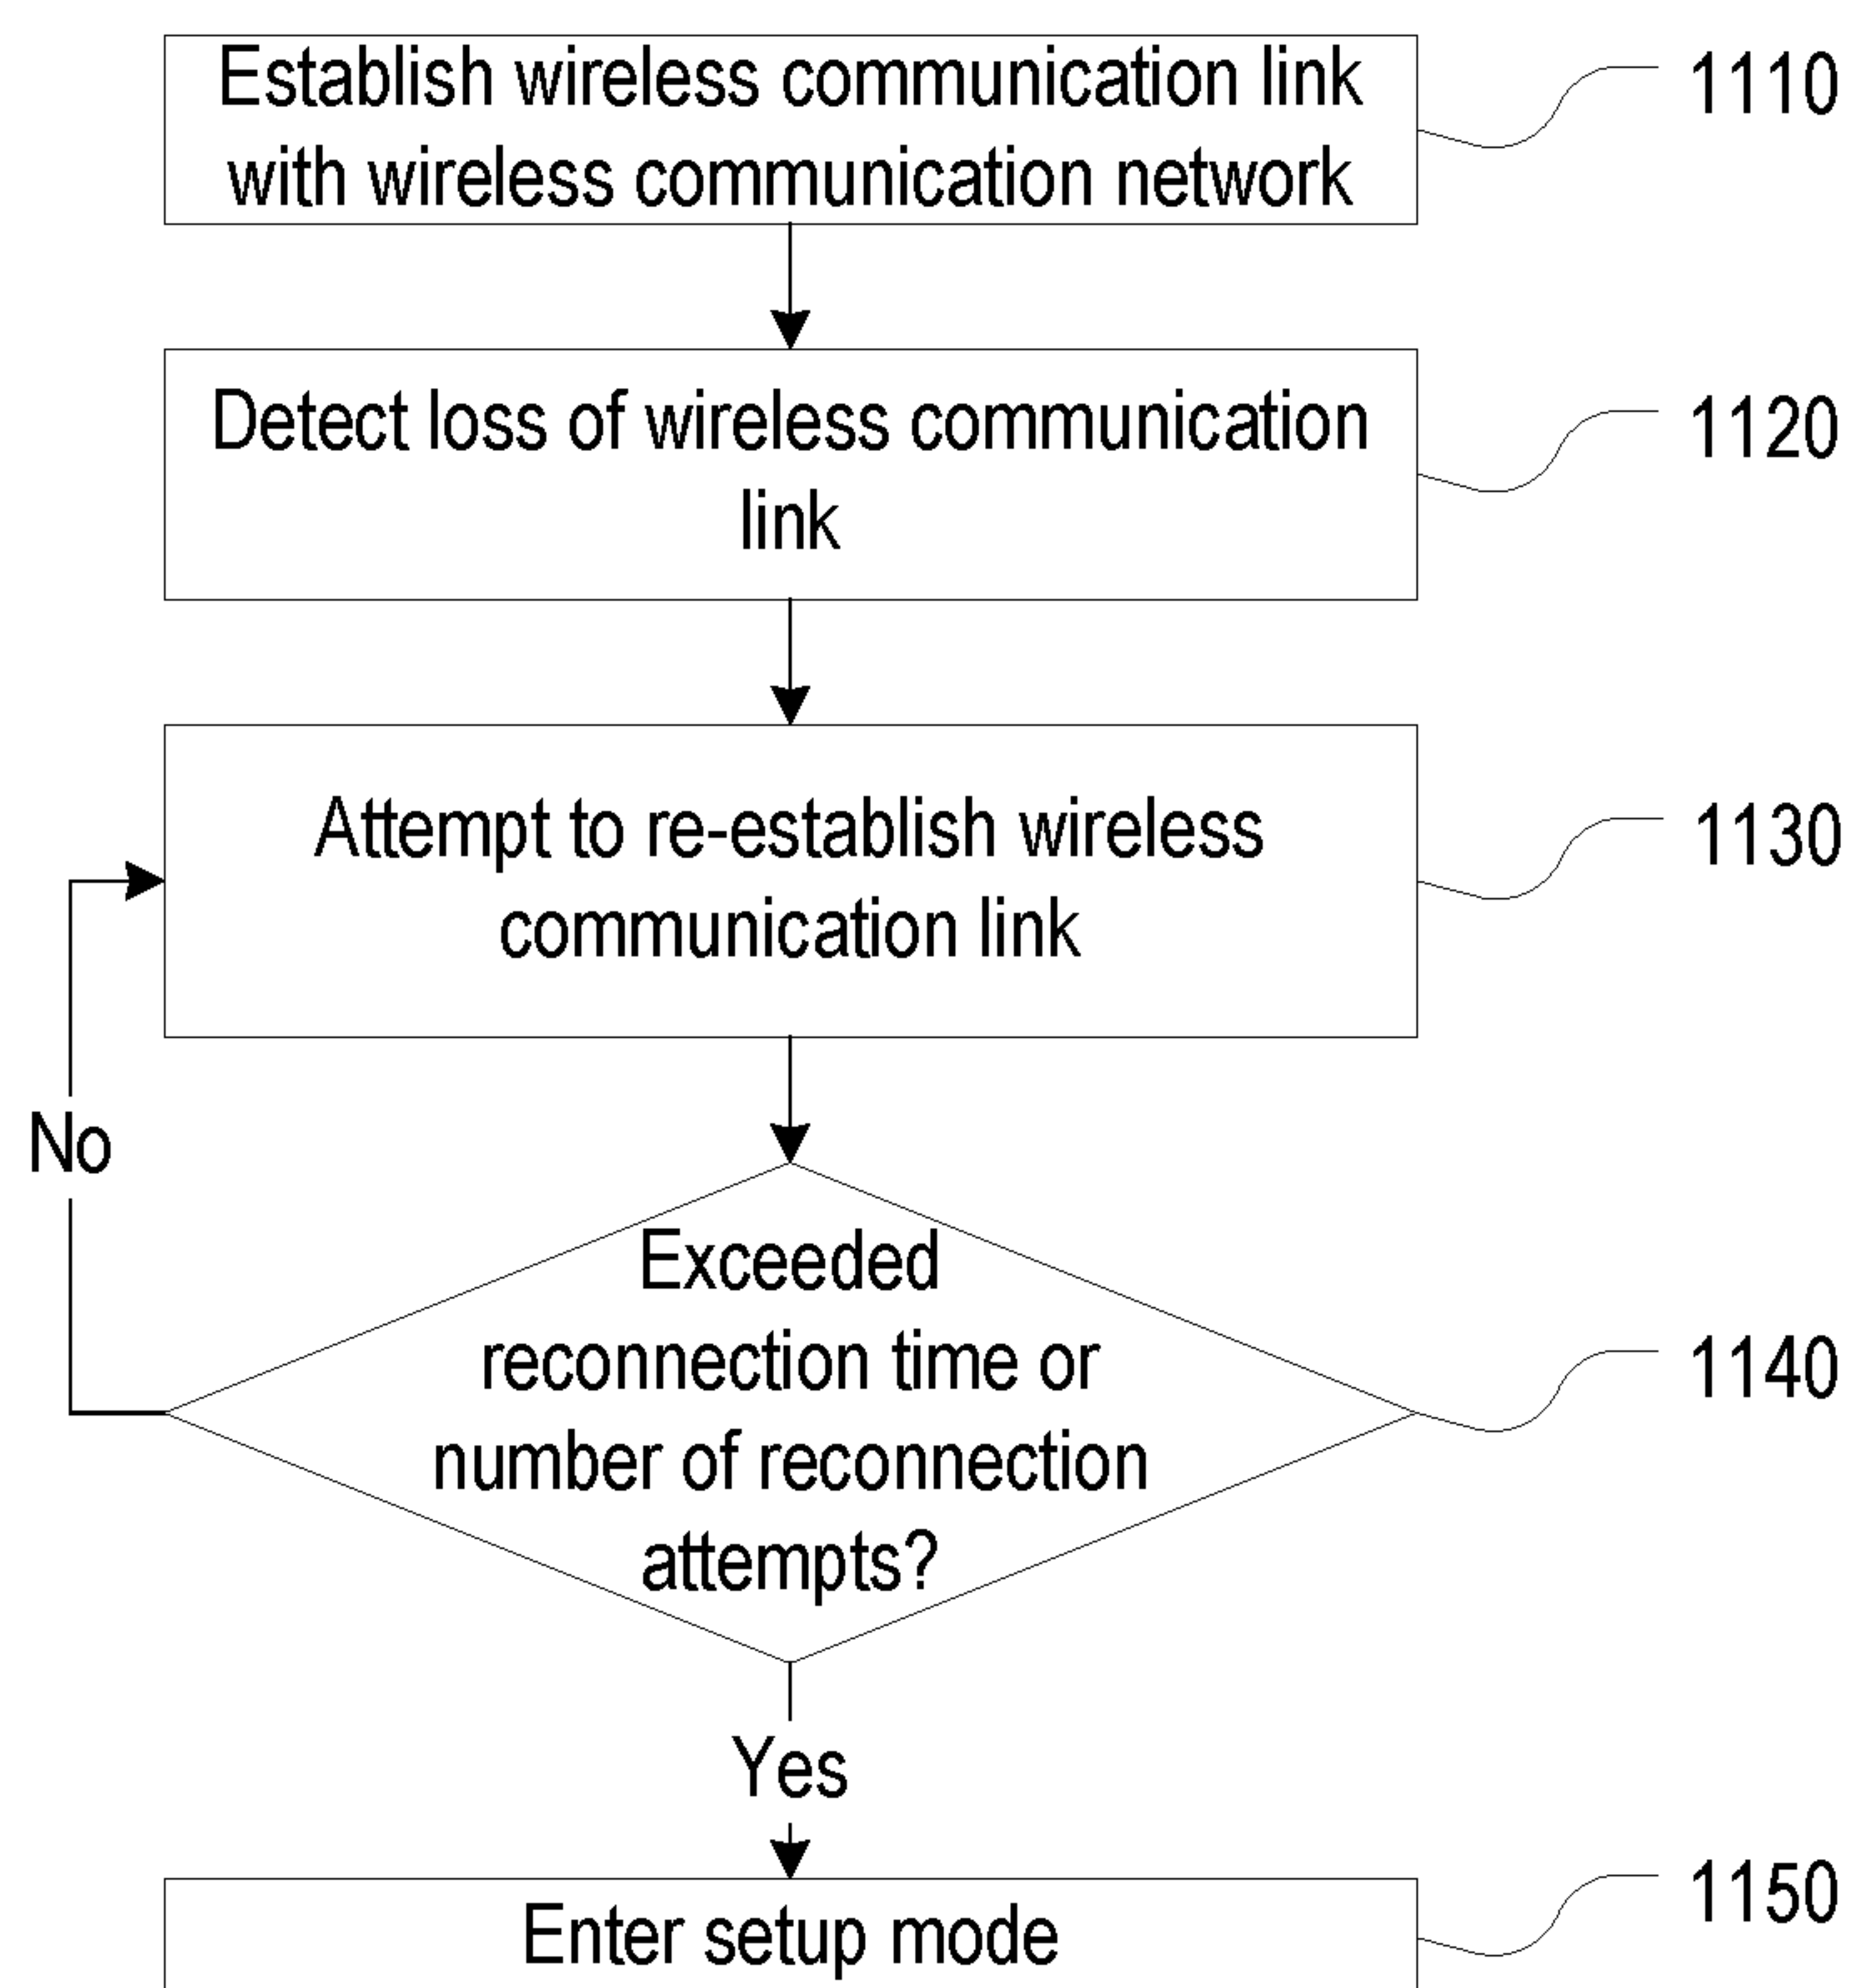 Establish wireless communication link
with wireless communication network
1110
Detect loss of wireless communication
link
1120
Attempt to re-establish wireless
communication link
1130
No
Exceeded
reconnection time or
number of reconnection
attempts?
1140
Yes
Enter setup mode
1150